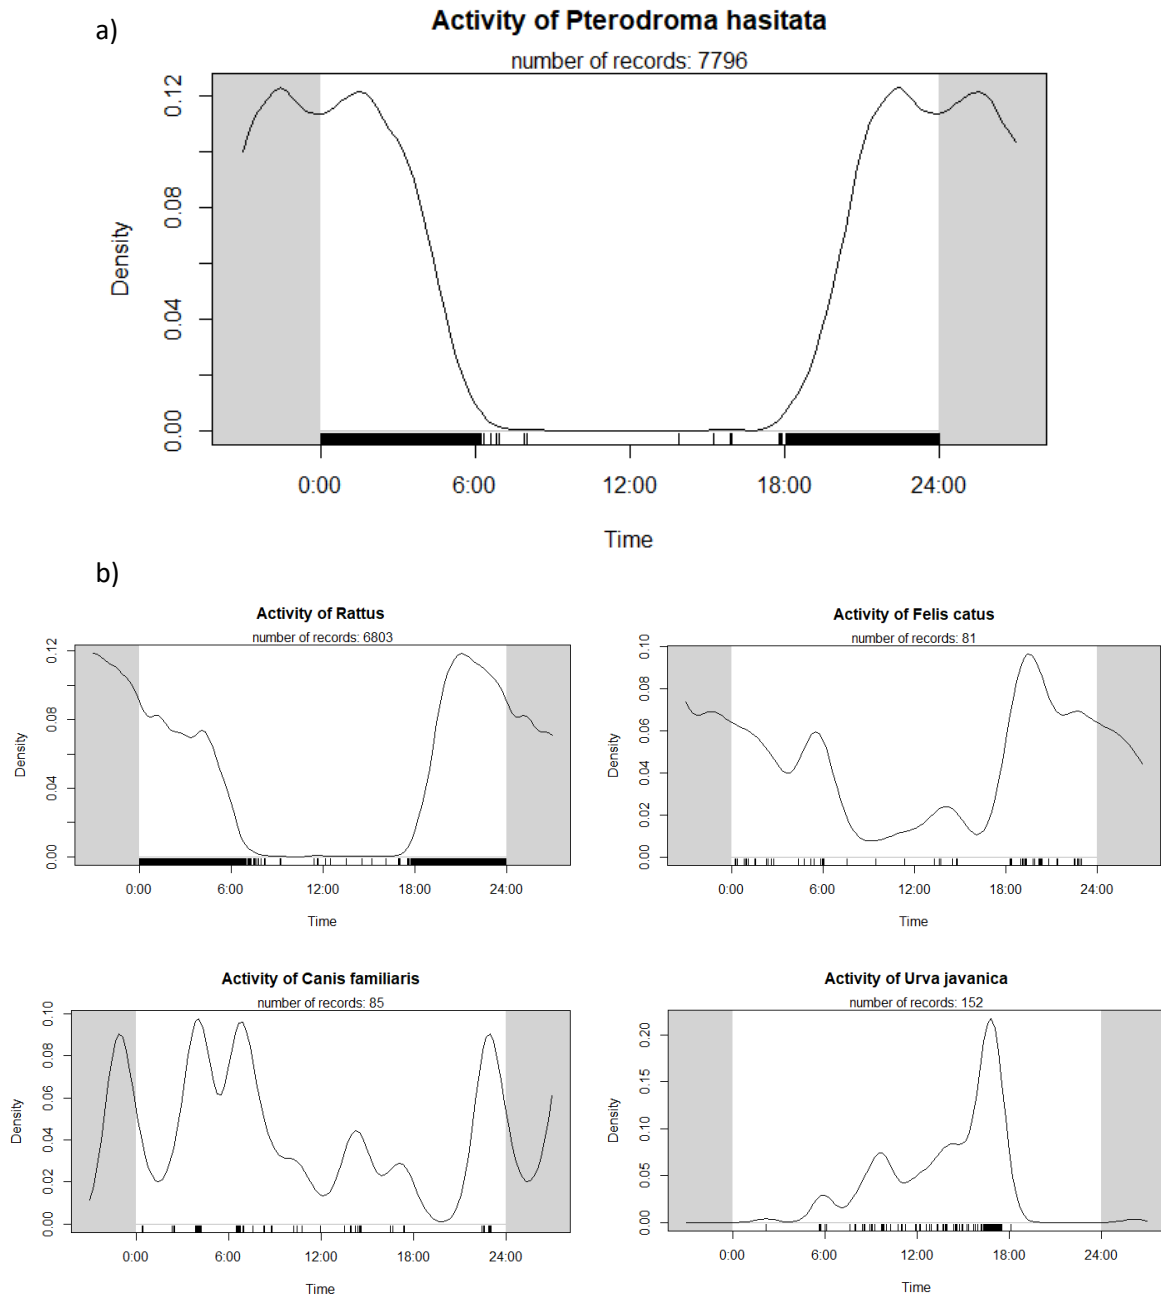 a)
Activity of Pterodroma hasitata
number of records: 7796
0.12
0.08
0.04
0.00
Density
0:00 6:00 12:00 18:00 24:00
Time
b)
Activity of Rattus
number of records: 6803
0.12
0.08
0.04
0.00
Density
0:00 6:00 12:00 18:00 24:00
Time
Activity of Felis catus
number of records: 81
0.10
0.08
0.06
0.04
0.02
0.00
Density
0:00 6:00 12:00 18:00 24:00
Time
Activity of Canis familiaris
number of records: 85
0.10
0.08
0.06
0.04
0.02
0.00
Density
0:00 6:00 12:00 18:00 24:00
Time
Activity of Urva javanica
number of records: 152
0.20
0.15
0.10
0.05
0.00
Density
0:00 6:00 12:00 18:00 24:00
Time